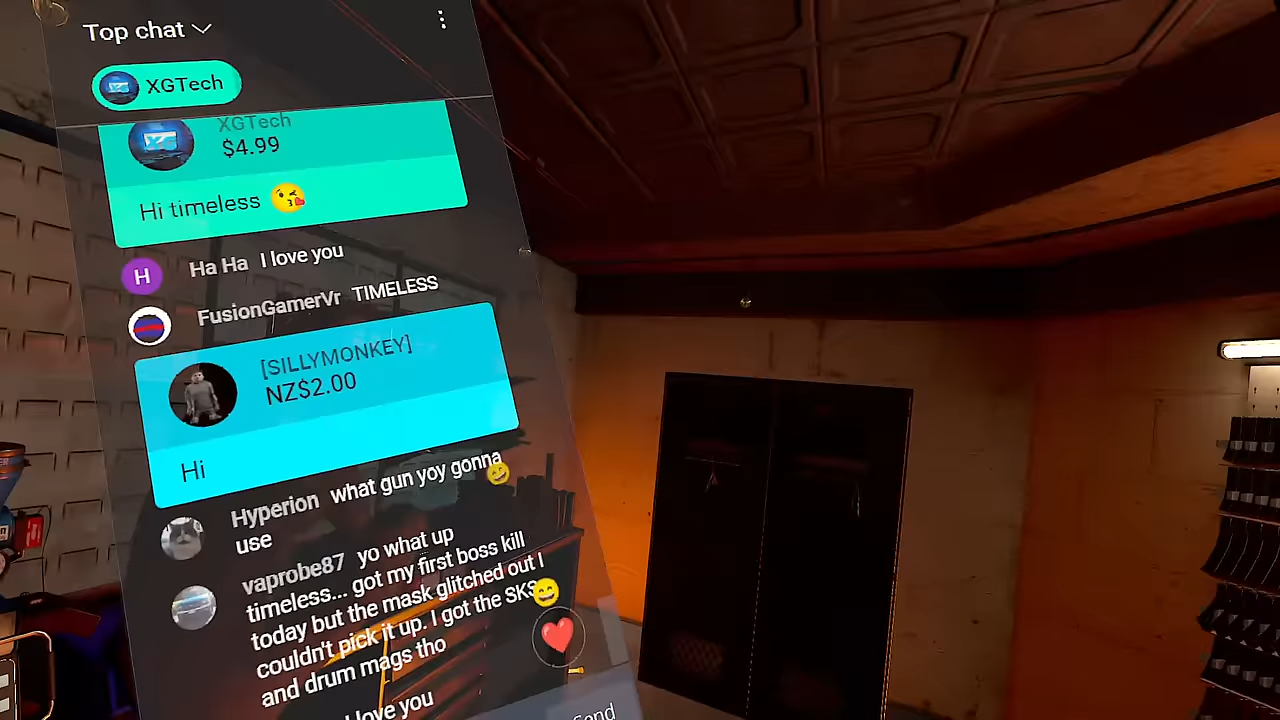 Top chat
XGTech
XGTech
$4.99
Hi timeless 😘
H
Ha Ha I love you
FusionGamerVr TIMELESS
[SILLYMONKEY]
NZ$2.00
Hi
Hyperion what gun yoy gonna
use
vaprobe87 yo what up
timeless... got my first boss kill
today but the mask glitched out I
couldn't pick it up. I got the SKS
and drum mags tho
I love you
Send